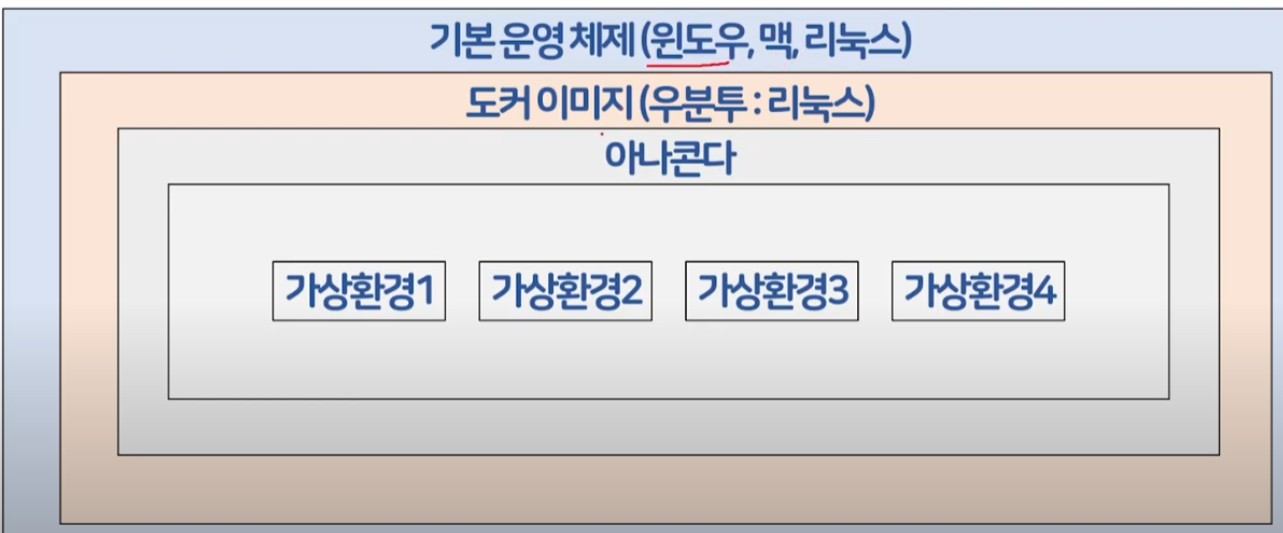 기본 운영 체제 (윈도우, 맥, 리눅스)
도커 이미지 (우분투 : 리눅스)
아나콘다
가상환경1 가상환경2 가상환경3 가상환경4